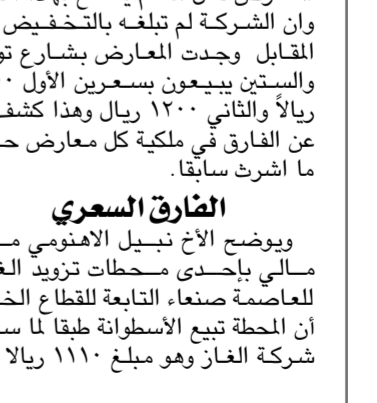 وان الشركة لم تبلغه بالتخفيض
المقابل وجدت المعارض بشارع
والستين يبيعون بسعرين الأول
ريالاً والثاني ١٢٠٠ ريال وهذا كشف
عن الفارق في ملكية كل معارض
ما اشرت سابقا.
الفارق السعري
ويوضح الأخ نبيل الاهنومي
مالي بإحدى محطات تزويد
للعاصمة صنعاء التابعة للقطاع
أن المحطة تبيع الأسطوانة طبقا لما
شركة الغاز وهو مبلغ ١١١٠ ريالا